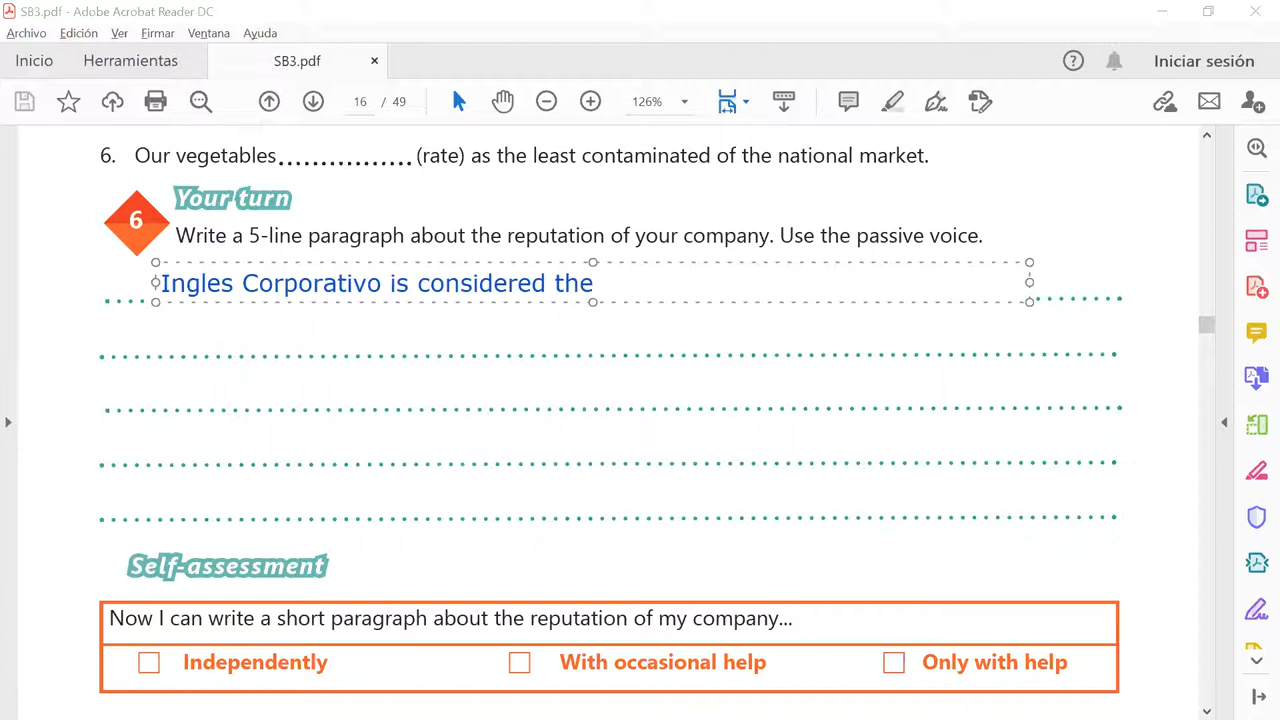 SB3.pdf - Adobe Acrobat Reader DC
Archivo Edición Ver Firmar Ventana Ayuda
Inicio Herramientas SB3.pdf × Iniciar sesión
16 / 49 126%
6. Our vegetables................(rate) as the least contaminated of the national market.
Your turn
6
Write a 5-line paragraph about the reputation of your company. Use the passive voice.
Ingles Corporativo is considered the
Self-assessment
Now I can write a short paragraph about the reputation of my company...
Independently With occasional help Only with help